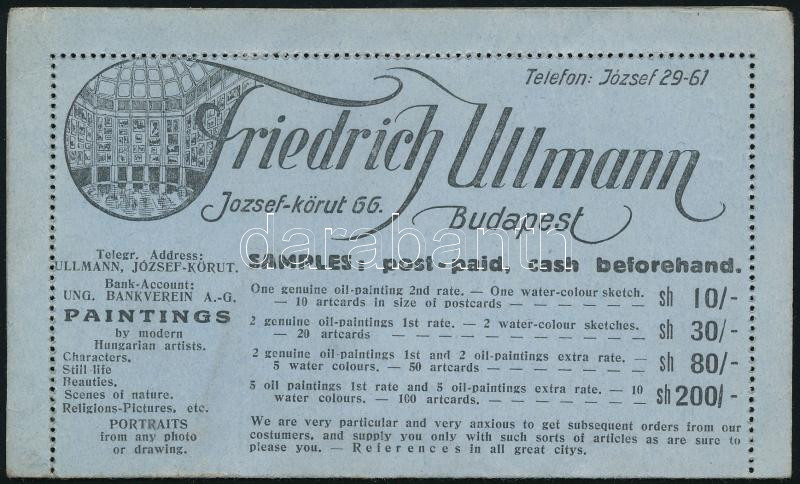 Telefon: József 29-61
Friedrich Ullmann
Jozsef-körut 66.
Budapest
darabanth
Telegr. Address:
ULLMANN, JÓZSEF-KÖRUT.
Bank-Account:
UNG. BANKVEREIN A.-G.
PAINTINGS
by modern
Hungarian artists.
Characters,
Still life
Beauties,
Scenes of nature.
Religions-Pictures, etc.
PORTRAITS
from any photo
or drawing.
SAMPLES: post-paid, cash beforehand.
One genuine oil-painting 2nd rate. — One water-colour sketch.
— 10 artcards in size of postcards — — — — — — — sh 10/-
2 genuine oil-paintings 1st rate. — 2 water-colour sketches.
— 20 artcards — — — — — — — — — — sh 30/-
2 genuine oil-paintings 1st and 2 oil-paintings extra rate. —
5 water colours. — 50 artcards — — — — — — sh 80/-
5 oil paintings 1st rate and 5 oil-paintings extra rate. — 10
water colours. — 100 artcards. — — — — — — sh 200/-
We are very particular and very anxious to get subsequent orders from our
costumers, and supply you only with such sorts of articles as are sure to
please you. — References in all great citys.